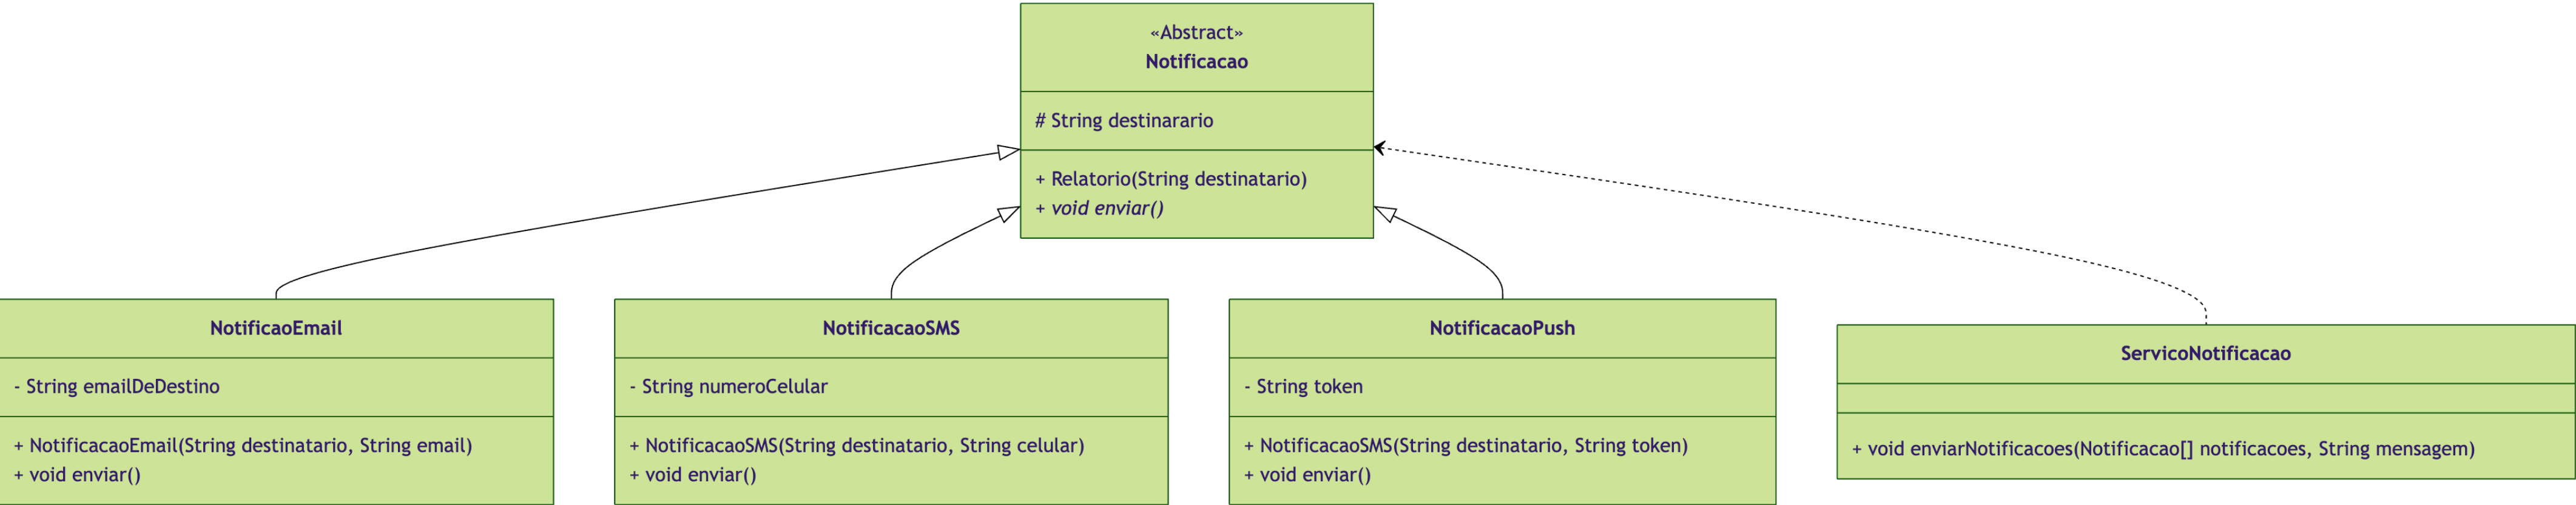 «Abstract»
Notificacao
# String destinarario
+ Relatorio(String destinatario)
+ void enviar()
NotificaoEmail
- String emailDeDestino
+ NotificacaoEmail(String destinatario, String email)
+ void enviar()
NotificacaoSMS
- String numeroCelular
+ NotificacaoSMS(String destinatario, String celular)
+ void enviar()
NotificacaoPush
- String token
+ NotificacaoSMS(String destinatario, String token)
+ void enviar()
ServicoNotificacao
+ void enviarNotificacoes(Notificacao[] notificacoes, String mensagem)